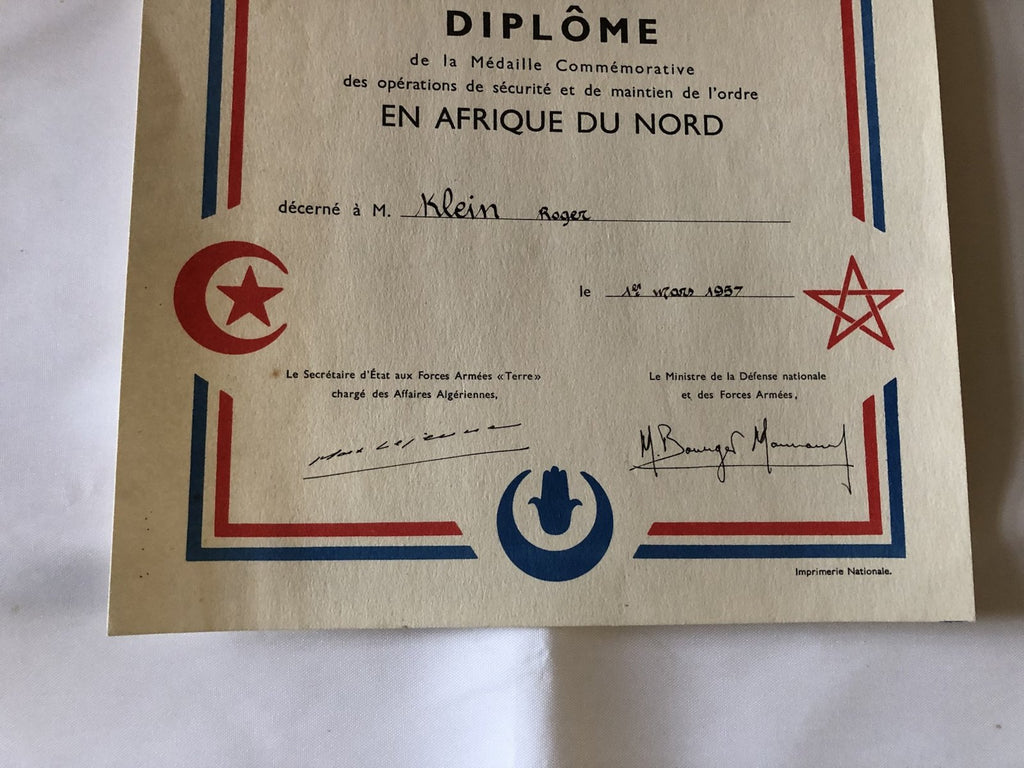 DIPLÔME
de la Médaille Commémorative
des opérations de sécurité et de maintien de l'ordre
EN AFRIQUE DU NORD
décerné à M. Klein Roger
le 1er mars 1957
Le Secrétaire d'État aux Forces Armées «Terre»
chargé des Affaires Algériennes,
Le Ministre de la Défense nationale
et des Forces Armées,
Max Lejeune
M. Bourgès Maunoury
Imprimerie Nationale.